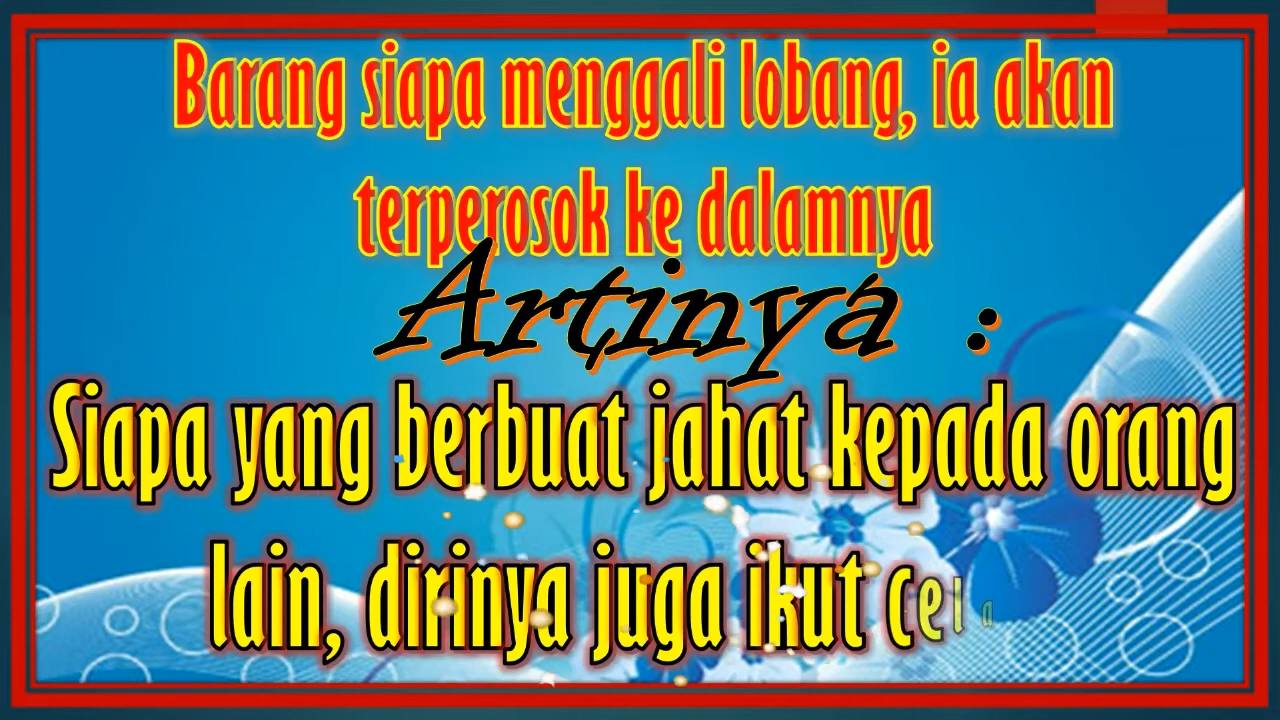 Barang siapa menggali lobang, ia akan
terperosok ke dalamnya
Artinya :
Siapa yang berbuat jahat kepada orang
lain, dirinya juga ikut cela